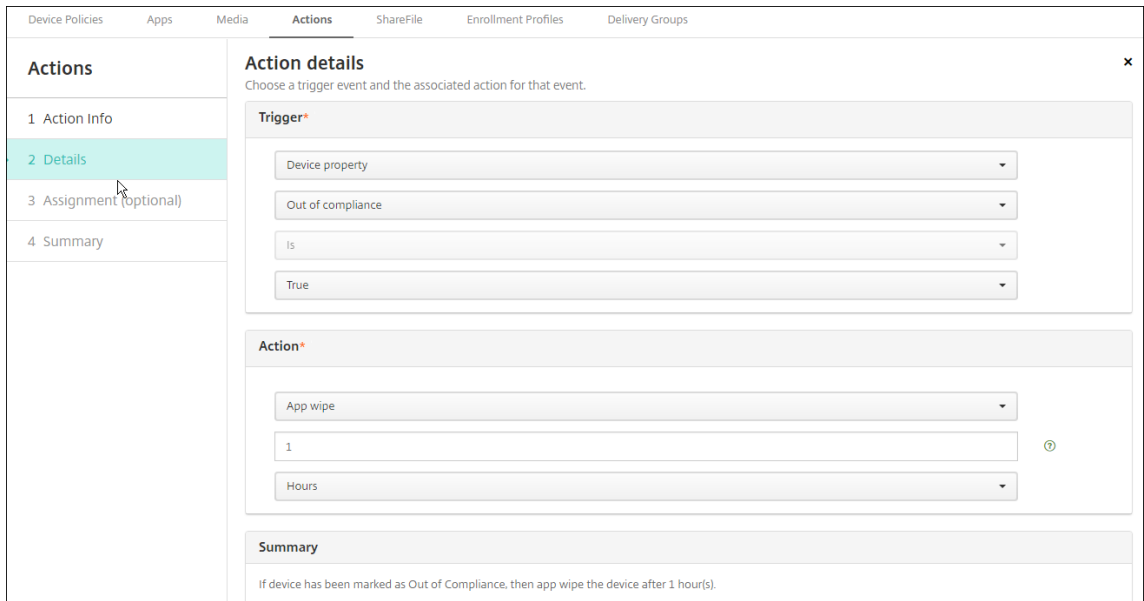 Device Policies Apps Media Actions ShareFile Enrollment Profiles Delivery Groups
Actions
1 Action Info
2 Details
3 Assignment (optional)
4 Summary
Action details
×
Choose a trigger event and the associated action for that event.
Trigger*
Device property
Out of compliance
Is
True
Action*
App wipe
1
?
Hours
Summary
If device has been marked as Out of Compliance, then app wipe the device after 1 hour(s).